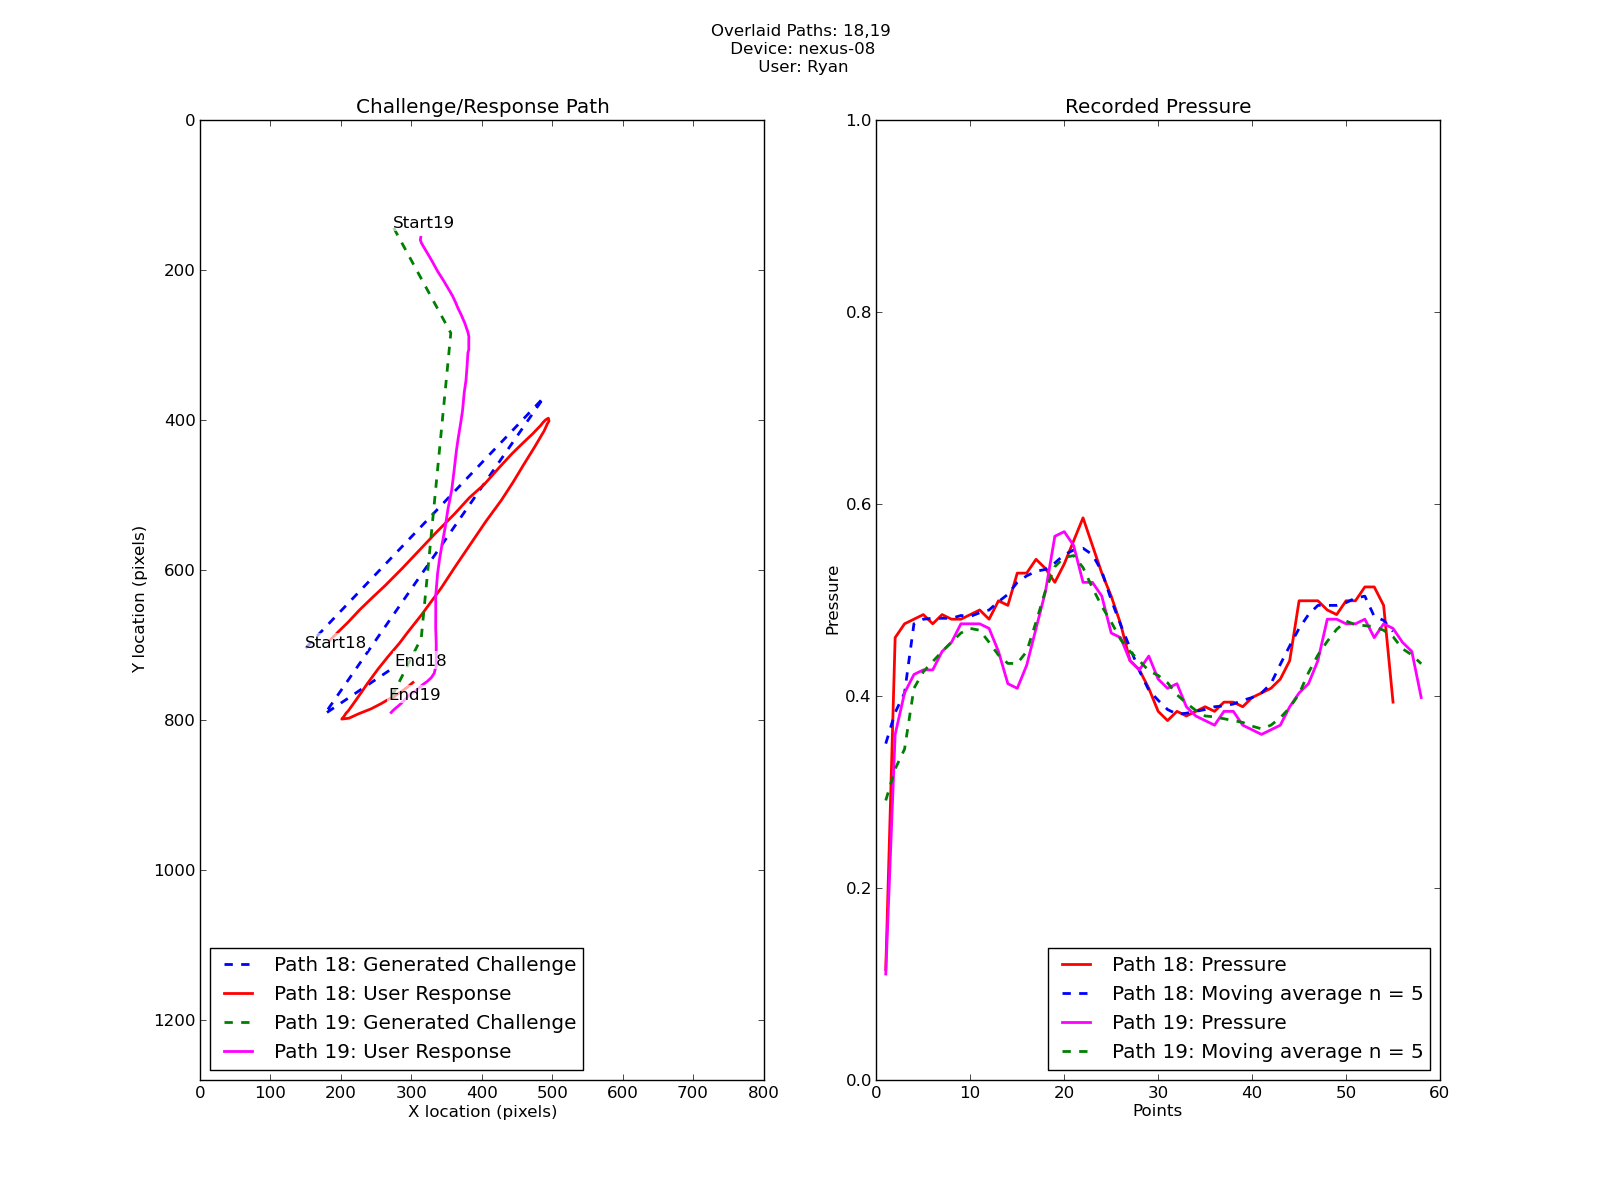 Overlaid Paths: 18,19
Device: nexus-08
User: Ryan
Challenge/Response Path
0
200
400
600
800
1000
1200
Y location (pixels)
Start19
Start18
End18
End19
Path 18: Generated Challenge
Path 18: User Response
Path 19: Generated Challenge
Path 19: User Response
0 100 200 300 400 500 600 700 800
X location (pixels)
Recorded Pressure
1.0
0.8
0.6
0.4
0.2
0.0
Pressure
Path 18: Pressure
Path 18: Moving average n = 5
Path 19: Pressure
Path 19: Moving average n = 5
0 10 20 30 40 50 60
Points